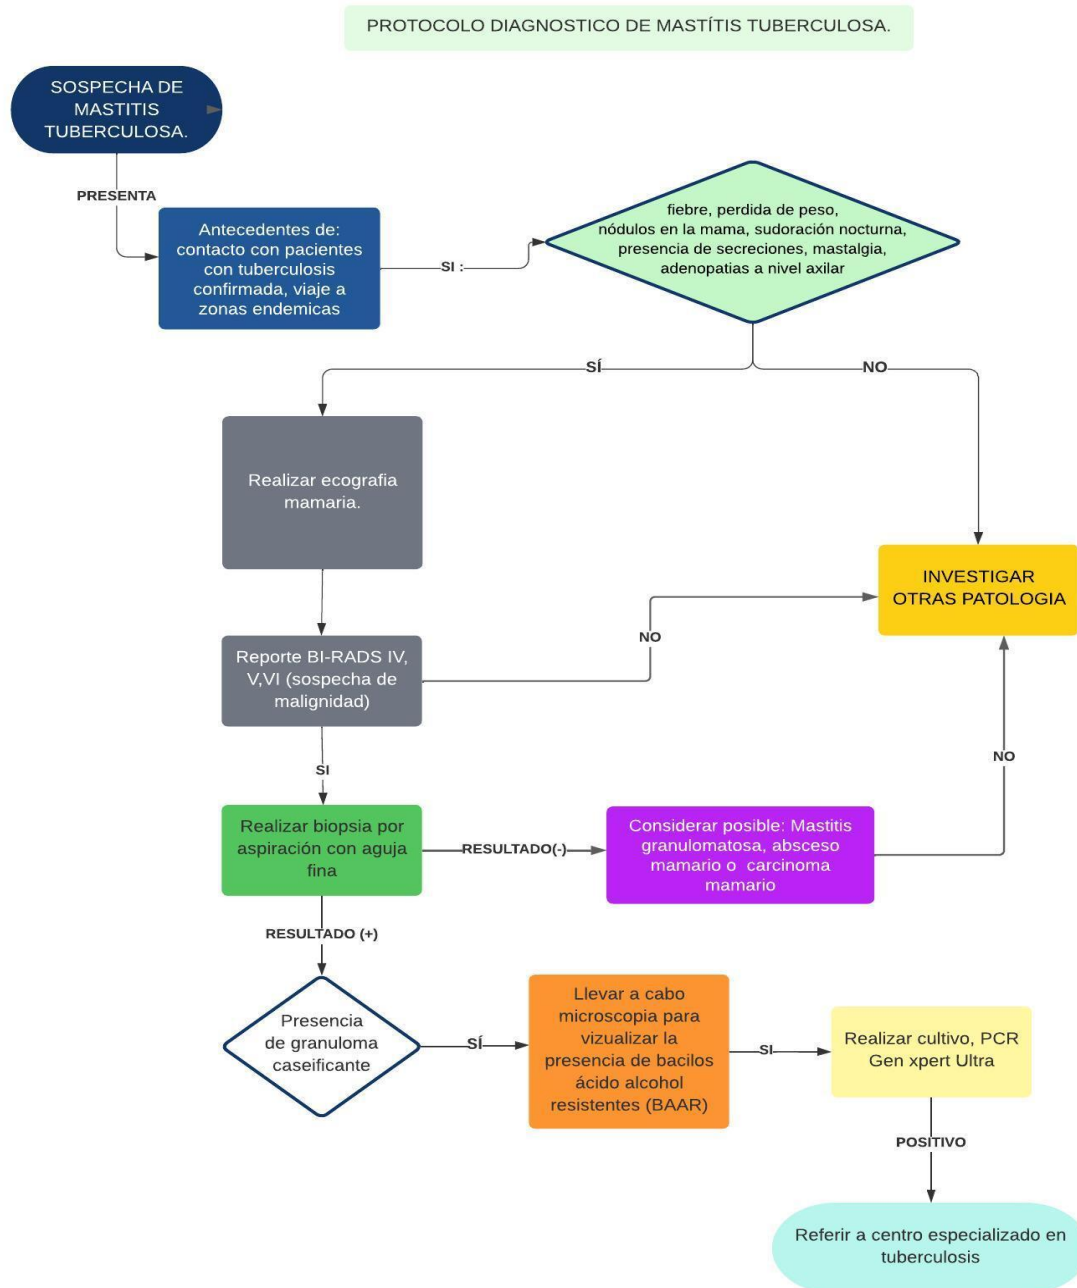 PROTOCOLO DIAGNOSTICO DE MASTÍTIS TUBERCULOSA.
SOSPECHA DE
MASTITIS
TUBERCULOSA.
PRESENTA
Antecedentes de:
contacto con pacientes
con tuberculosis
confirmada, viaje a
zonas endemicas
SI :
fiebre, perdida de peso,
nódulos en la mama, sudoración nocturna,
presencia de secreciones, mastalgia,
adenopatias a nivel axilar
SÍ
NO
Realizar ecografia
mamaria.
INVESTIGAR
OTRAS PATOLOGIA
NO
Reporte BI-RADS IV,
V,VI (sospecha de
malignidad)
SI
NO
Realizar biopsia por
aspiración con aguja
fina
RESULTADO(-)
Considerar posible: Mastitis
granulomatosa, absceso
mamario o carcinoma
mamario
RESULTADO (+)
Presencia
de granuloma
caseificante
SÍ
Llevar a cabo
microscopia para
vizualizar la
presencia de bacilos
ácido alcohol
resistentes (BAAR)
SI
Realizar cultivo, PCR
Gen xpert Ultra
POSITIVO
Referir a centro especializado en
tuberculosis